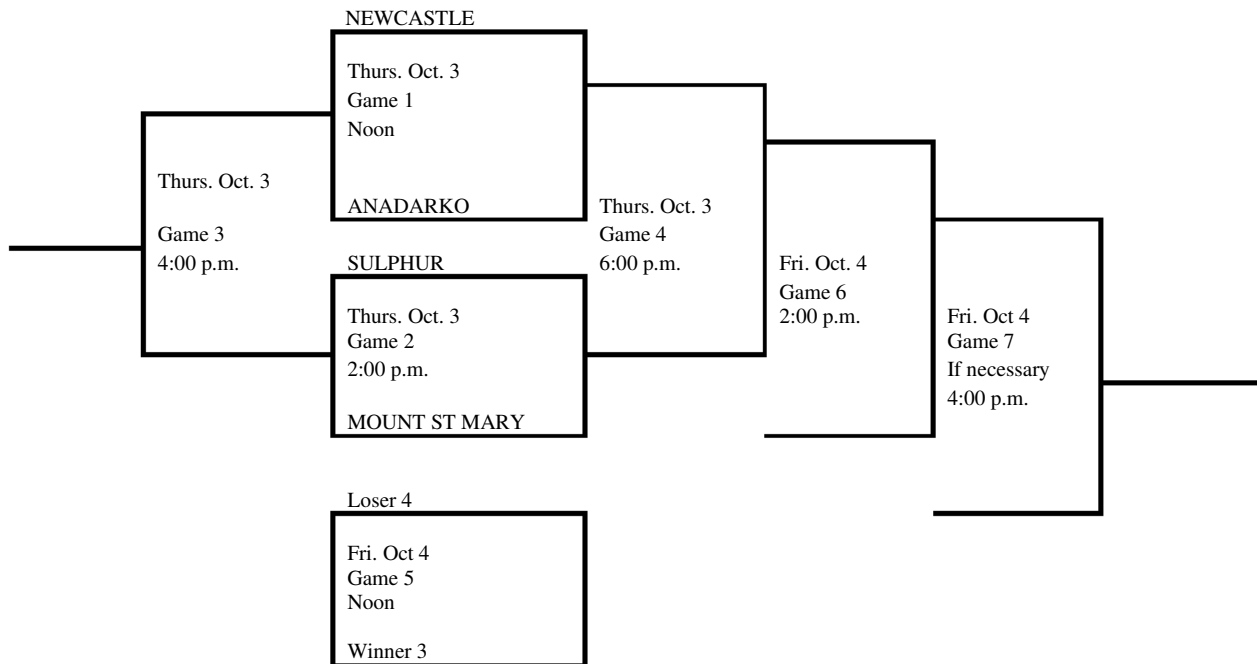 NEWCASTLE
Thurs. Oct. 3
Game 1
Noon
ANADARKO
Thurs. Oct. 3
Game 3
4:00 p.m.
SULPHUR
Thurs. Oct. 3
Game 2
2:00 p.m.
MOUNT ST MARY
Thurs. Oct. 3
Game 4
6:00 p.m.
Fri. Oct. 4
Game 6
2:00 p.m.
Fri. Oct 4
Game 7
If necessary
4:00 p.m.
Loser 4
Fri. Oct 4
Game 5
Noon
Winner 3